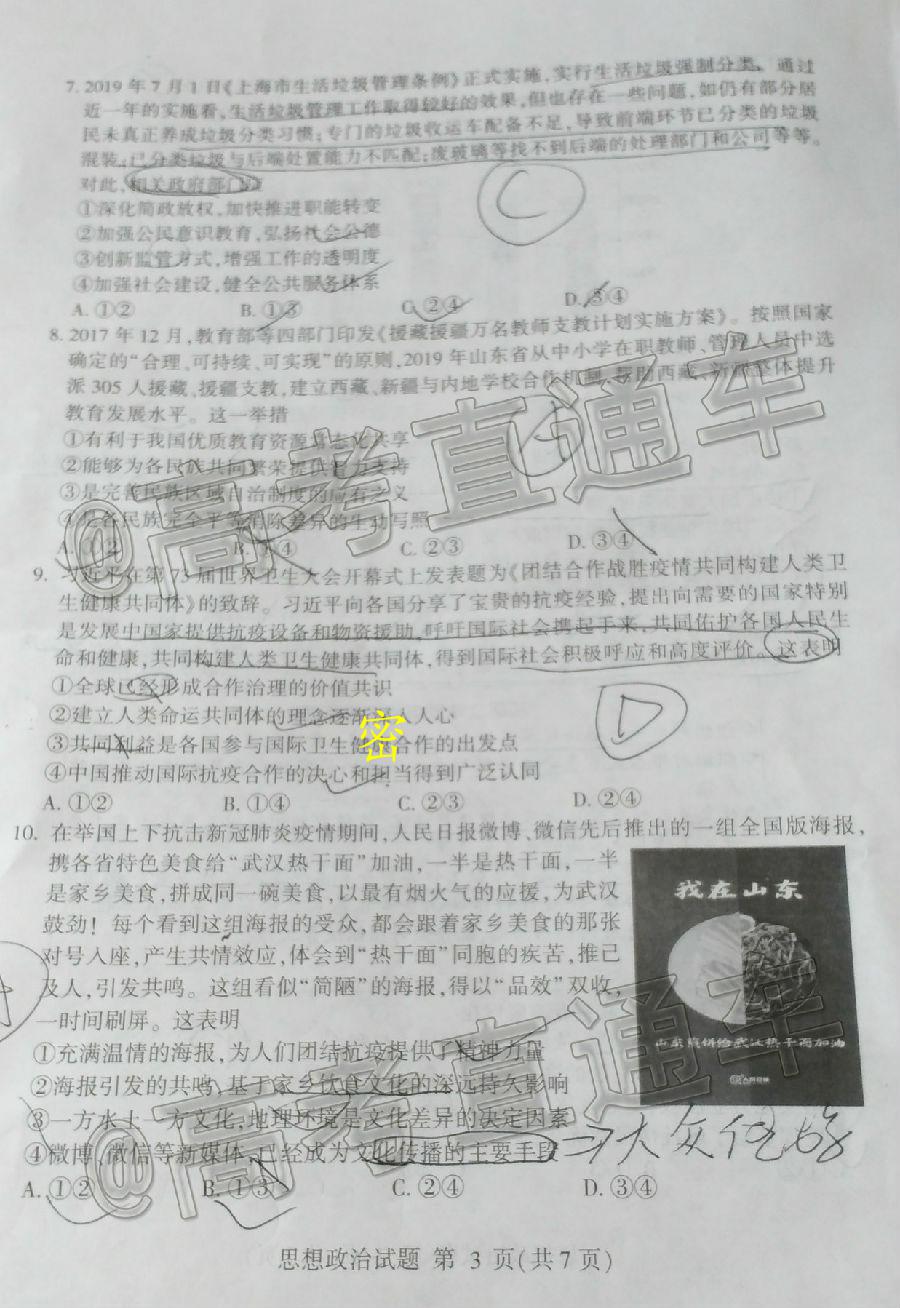 7. 2019 年 7 月 1 日《上海市生活垃圾管理条例》正式实施,实行生活垃圾强制分类。通过
近一年的实施看,生活垃圾管理工作取得较好的效果,但也存在一些问题,如仍有部分居
民未真正养成垃圾分类习惯;专门的垃圾收运车配备不足,导致前端环节已分类的垃圾
混装;已分类垃圾与后端处置能力不匹配;废玻璃等找不到后端的处理部门和公司等等。
对此,相关政府部门应
C
①深化简政放权,加快推进职能转变
②加强公民意识教育,弘扬社会公德
③创新监管方式,增强工作的透明度
④加强社会建设,健全公共服务体系
A. ①② B. ①③ C. ②④ D. ③④
8. 2017 年 12 月,教育部等四部门印发《援藏援疆万名教师支教计划实施方案》。按照国家
确定的“合理、可持续、可实现”的原则,2019 年山东省从中小学在职教师、管理人员中选
派 305 人援藏、援疆支教,建立西藏、新疆与内地学校合作机制,帮助西藏、新疆整体提升
教育发展水平。这一举措
①有利于我国优质教育资源 共享
②能够为各民族共同繁荣提供智力支持
③是完善民族区域自治制度的应有之义
④是各民族完全平等消除差异的生动写照
A. ①② B. ①④ C. ②③ D. ③④
9. 习近平在第 73 届世界卫生大会开幕式上发表题为《团结合作战胜疫情共同构建人类卫
生健康共同体》的致辞。习近平向各国分享了宝贵的抗疫经验,提出向需要的国家特别
是发展中国家提供抗疫设备和物资援助,呼吁国际社会携起手来,共同佑护各国人民生
命和健康,共同构建人类卫生健康共同体,得到国际社会积极呼应和高度评价。这表明
①全球已经形成合作治理的价值共识
②建立人类命运共同体的理念逐渐深入人心
D
③共同利益是各国参与国际卫生健康合作的出发点
密
④中国推动国际抗疫合作的决心和担当得到广泛认同
A. ①② B. ①④ C. ②③ D. ②④
10. 在举国上下抗击新冠肺炎疫情期间,人民日报微博、微信先后推出的一组全国版海报,
携各省特色美食给“武汉热干面”加油,一半是热干面,一半
是家乡美食,拼成同一碗美食,以最有烟火气的应援,为武汉
鼓劲！每个看到这组海报的受众,都会跟着家乡美食的那张
对号入座,产生共情效应,体会到“热干面”同胞的疾苦,推己
及人,引发共鸣。这组看似“简陋”的海报,得以“品效”双收,
一时间刷屏。这表明
我在山东
山东煎饼给武汉热干面加油
①充满温情的海报,为人们团结抗疫提供了精神力量
②海报引发的共鸣,基于家乡饮食文化的深远持久影响
③一方水土一方文化,地理环境是文化差异的决定因素
④微博、微信等新媒体,已经成为文化传播的主要手段
⇒大众传媒
A. ①② B. ①③ C. ②④ D. ③④
@高考直通车
@高考直通车
思想政治试题 第 3 页(共 7 页)